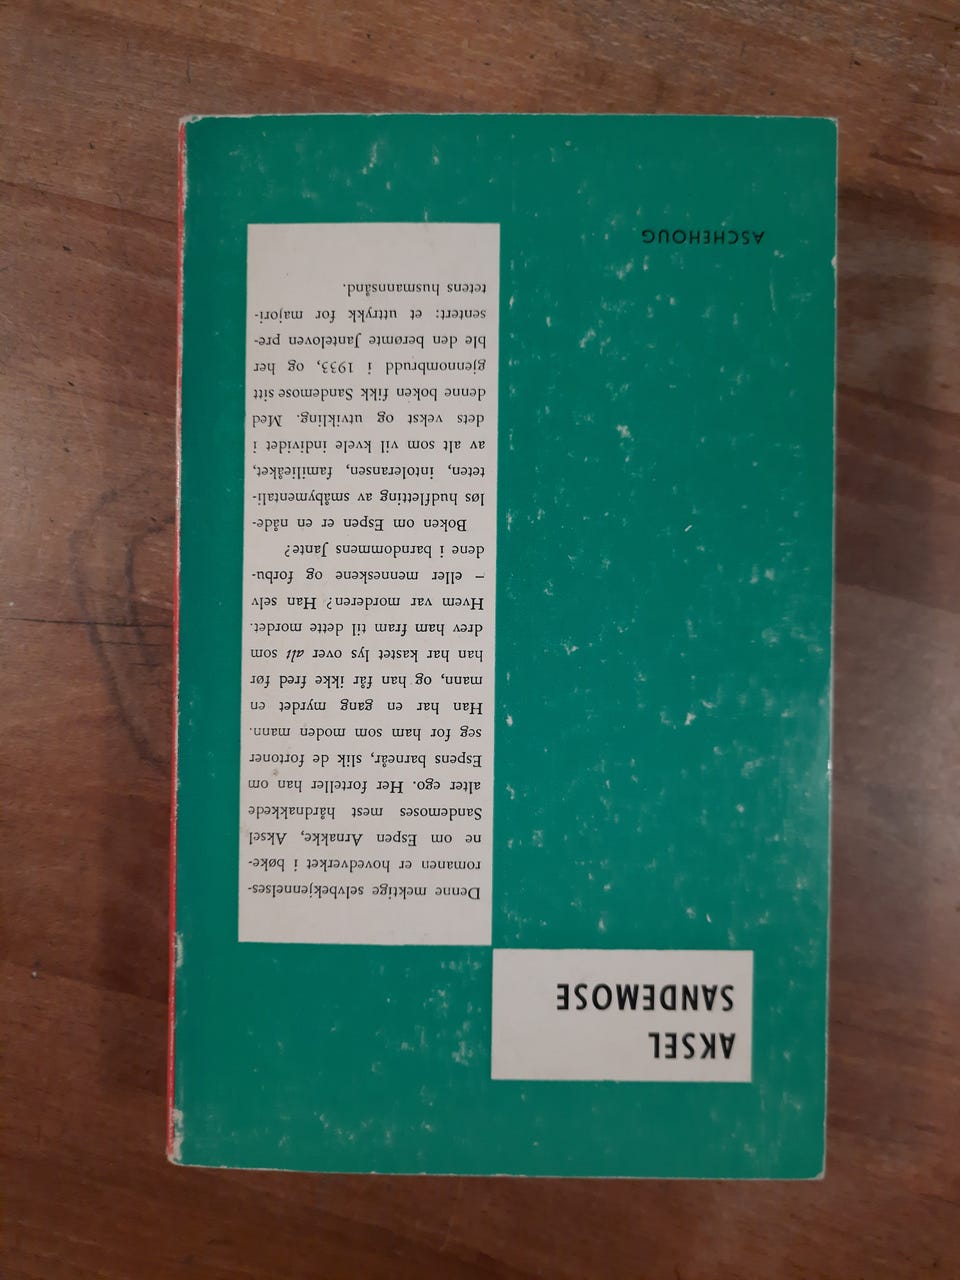 AKSEL
SANDEMOSE
Denne mektige selvbekjennelses-
romanen er hovedverket i bøke-
ne om Espen Arnakke, Aksel
Sandemoses mest hårdnakkede
alter ego. Her forteller han om
Espens barneår, slik de fortoner
seg for ham som moden mann.
Han har en gang myrdet en
mann, og han får ikke fred før
han har kastet lys over alt som
drev ham fram til dette mordet.
Hvem var morderen? Han selv
– eller menneskene og forbu-
dene i barndommens Jante?
Boken om Espen er en nåde-
løs hudfletting av småbymentali-
teten, intoleransen, familieåket,
av alt som vil kvele individet i
dets vekst og utvikling. Med
denne boken fikk Sandemose sitt
gjennombrudd i 1933, og her
ble den berømte Janteloven pre-
sentert: et uttrykk for majori-
tetens husmannsånd.
ASCHEHOUG